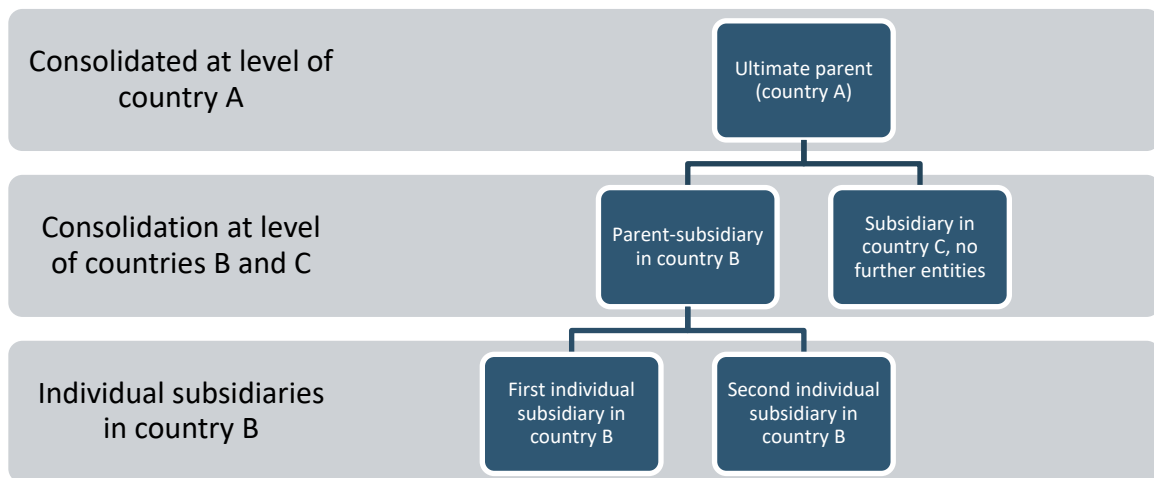 Consolidated at level of
country A
Ultimate parent
(country A)
Consolidation at level
of countries B and C
Parent-subsidiary
in country B
Subsidiary in
country C, no
further entities
Individual subsidiaries
in country B
First individual
subsidiary in
country B
Second individual
subsidiary in
country B